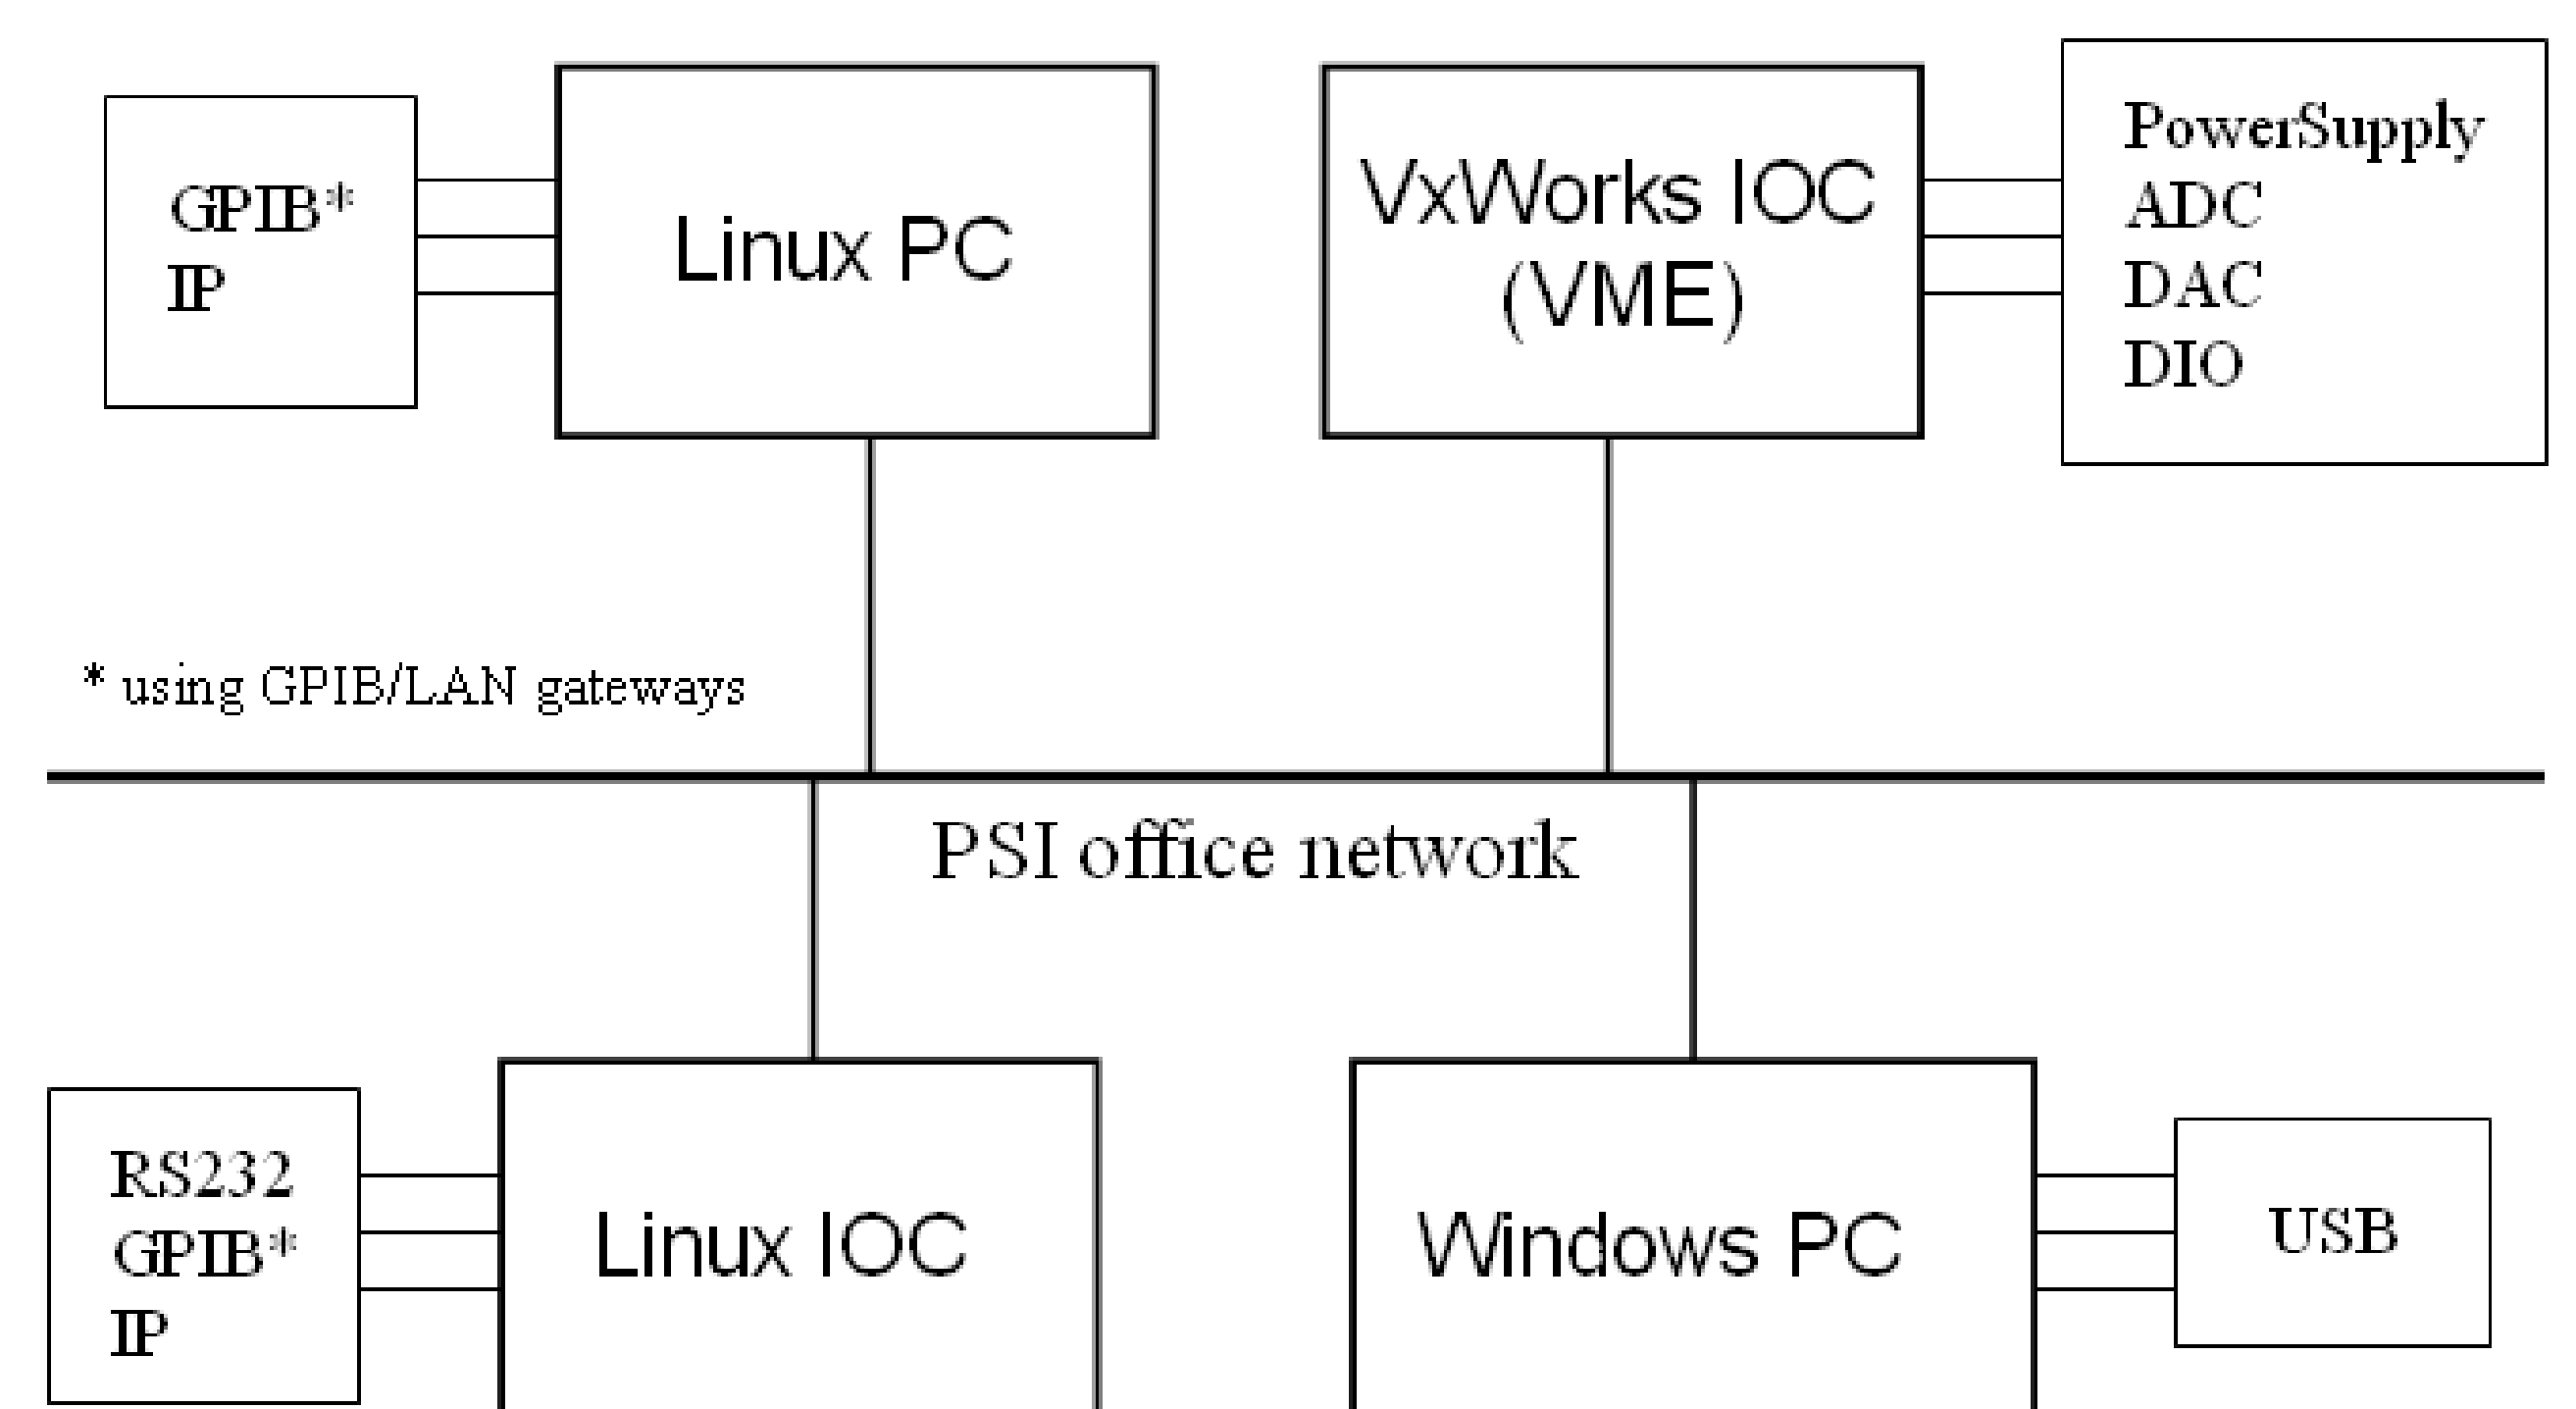 GPIB*
IP
Linux PC
VxWorks IOC
(VME)
PowerSupply
ADC
DAC
DIO
* using GPIB/LAN gateways
PSI office network
RS232
GPIB*
IP
Linux IOC
Windows PC
USB